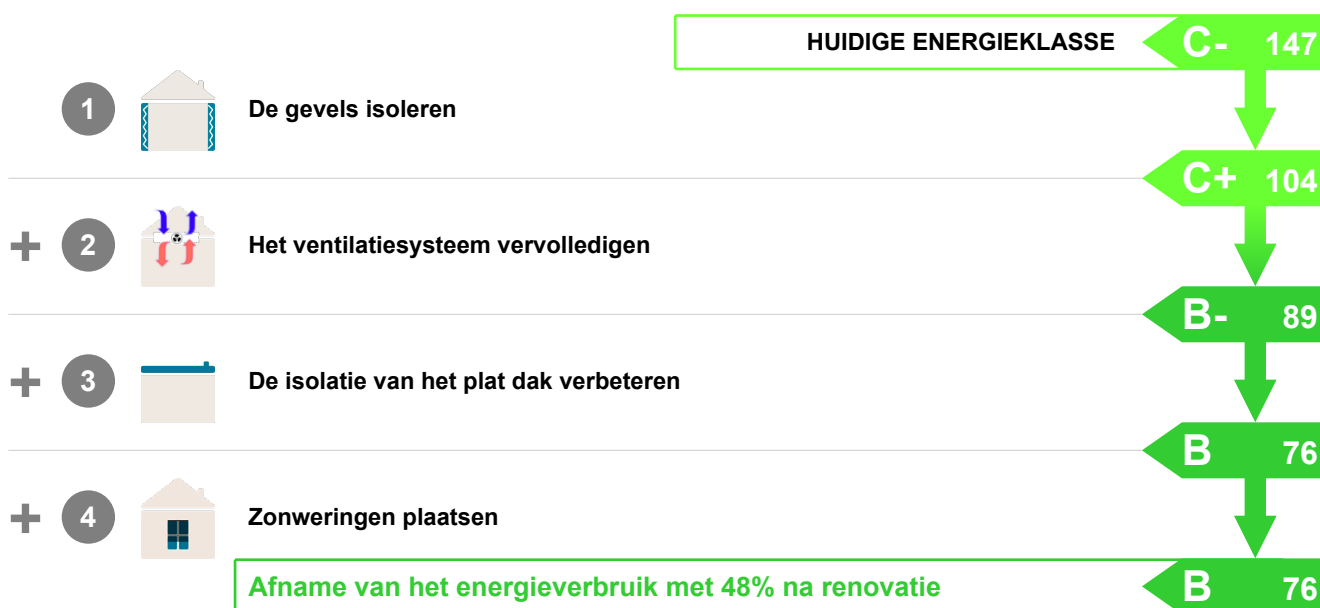 HUIDIGE ENERGIEKLASSE C- 147
1 De gevels isoleren
C+ 104
+ 2 Het ventilatiesysteem vervolledigen
B- 89
+ 3 De isolatie van het plat dak verbeteren
B 76
+ 4 Zonweringen plaatsen
Afname van het energieverbruik met 48% na renovatie B 76